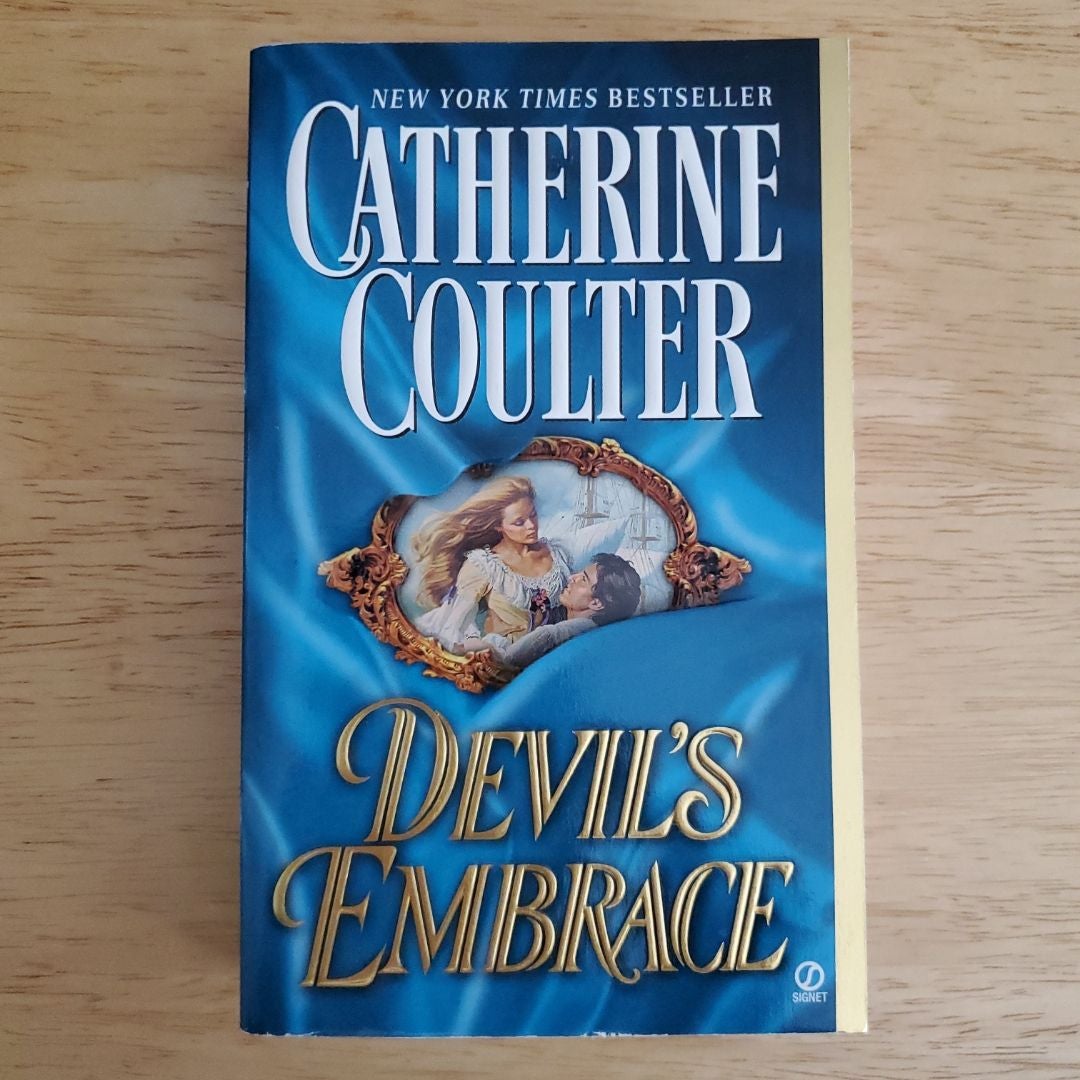 NEW YORK TIMES BESTSELLER
CATHERINE
COULTER
DEVIL'S
EMBRACE
SIGNET